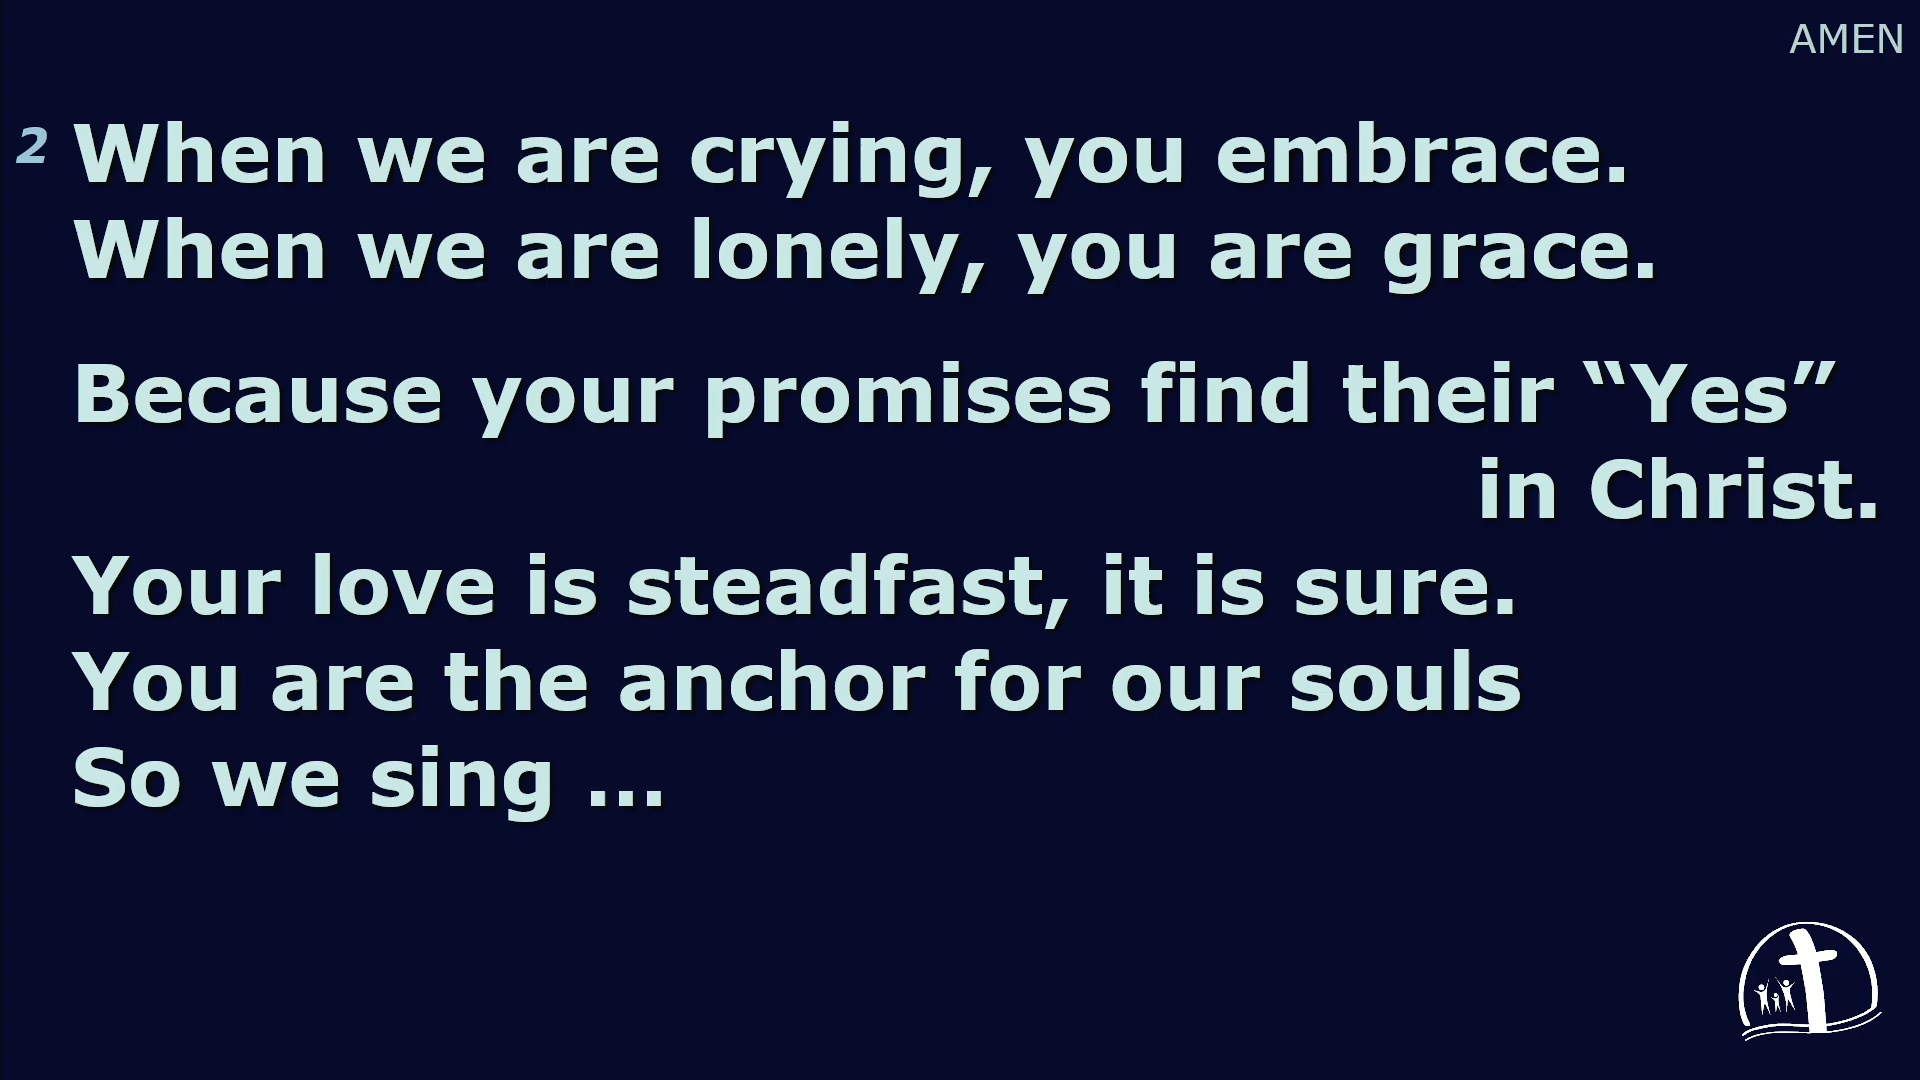 AMEN
2 When we are crying, you embrace.
When we are lonely, you are grace.
Because your promises find their “Yes”
in Christ.
Your love is steadfast, it is sure.
You are the anchor for our souls
So we sing ...